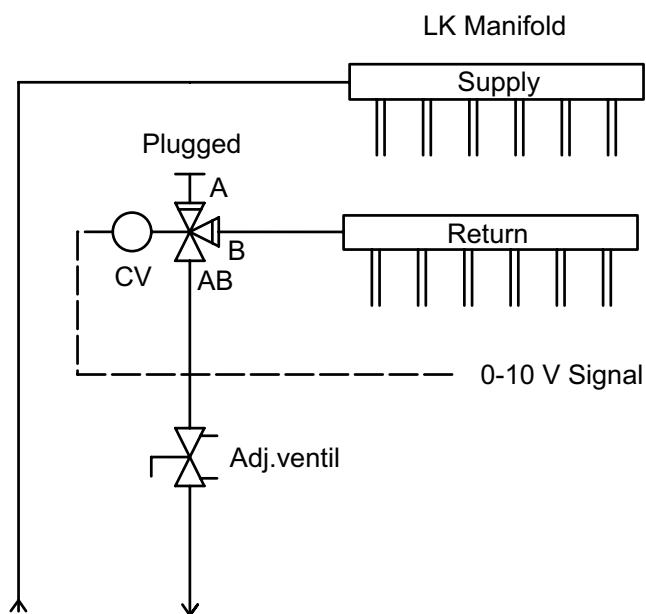 LK Manifold
Supply
Plugged
A
Return
B
CV
AB
0-10 V Signal
Adj.ventil